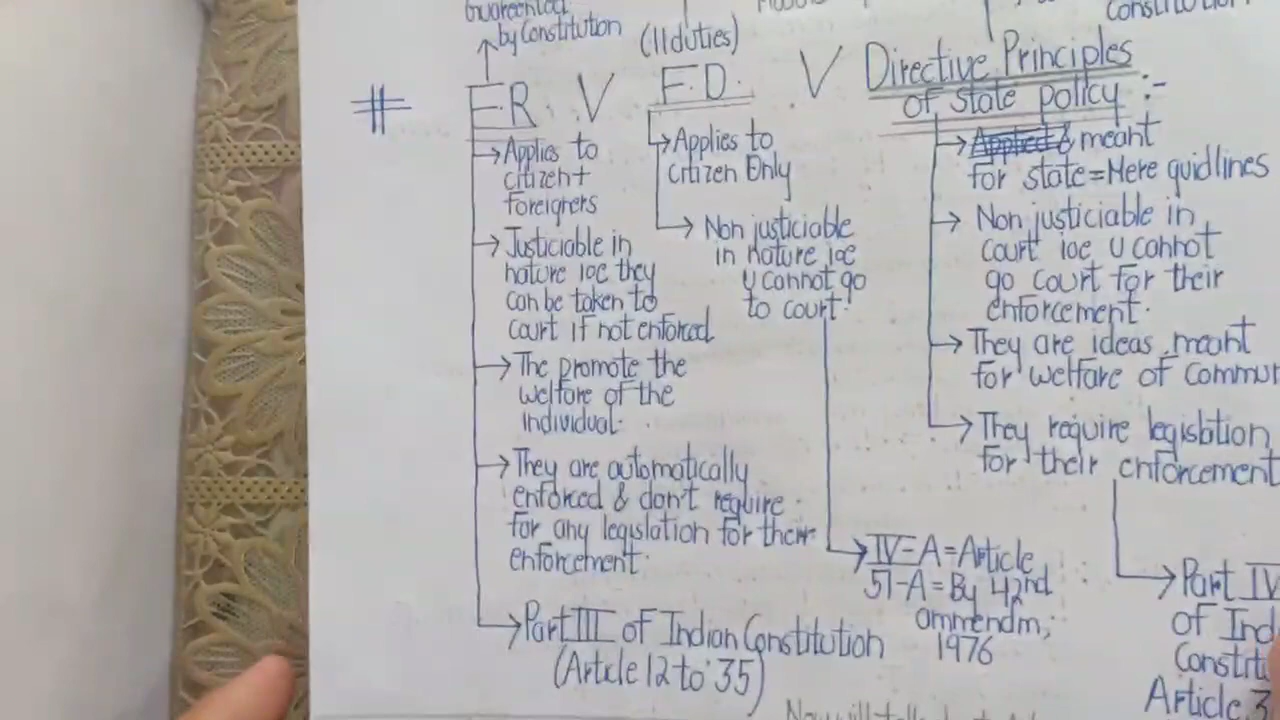 by Constitution
(11 duties)
# F.R V F.D. V Directive Principles
of state policy :-
→ Applies to
citizen+
foreigners
→ Justiciable in
nature ioe they
can be taken to
court if not enforced
→ The promote the
welfare of the
individual.
→ They are automatically
enforced & don't require
for any legislation for their
enforcement.
→ Part III of Indian Constitution
(Article 12 to 35)
→ Applies to
citizen Only
→ Non justiciable
in nature ioe
U cannot go
to court.
→ IV-A = Article
51-A = By 42nd
ammendm,
1976
→ meant
for state = Mere guidlines
→ Non justiciable in
court ioe U cannot
go court for their
enforcement.
→ They are ideas meant
for welfare of Commun
→ They require legislation
for their enforcement
→ Part IV
of Ind
Constit
Article 3